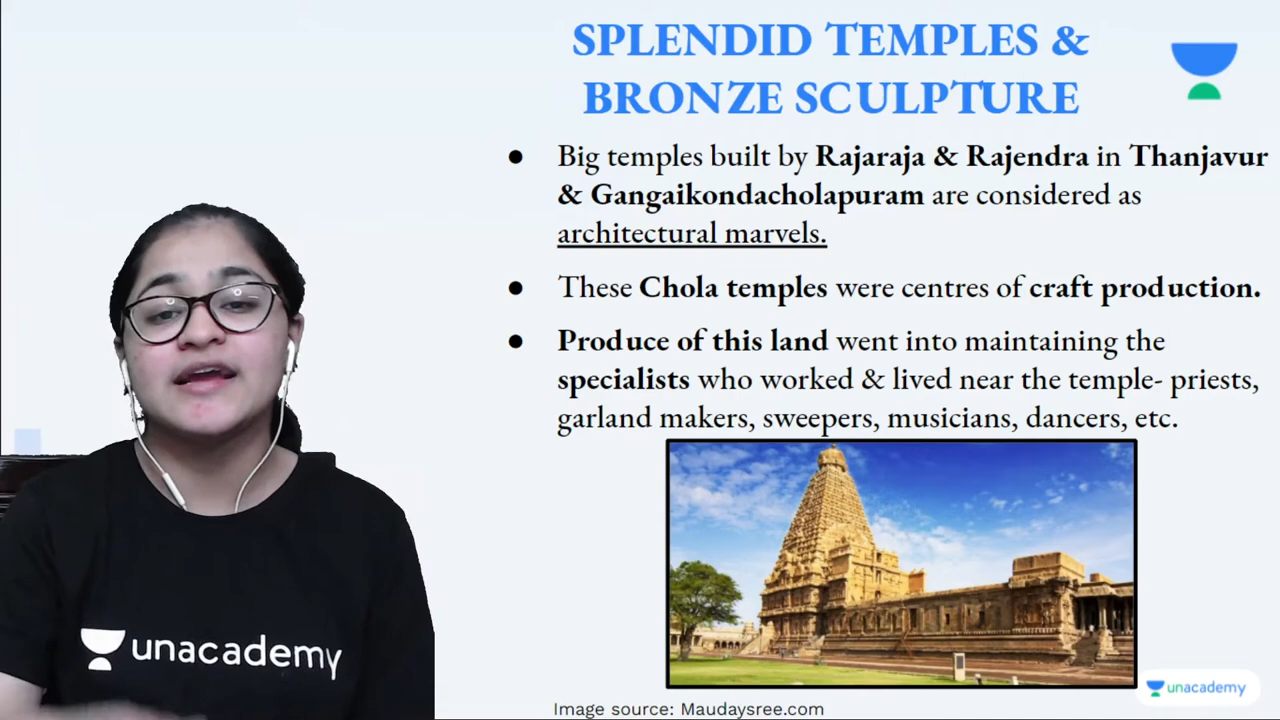 SPLENDID TEMPLES &
BRONZE SCULPTURE
● Big temples built by Rajaraja & Rajendra in Thanjavur
& Gangaikondacholapuram are considered as
architectural marvels.
● These Chola temples were centres of craft production.
● Produce of this land went into maintaining the
specialists who worked & lived near the temple- priests,
garland makers, sweepers, musicians, dancers, etc.
unacademy
unacademy
Image source: Maudaysree.com